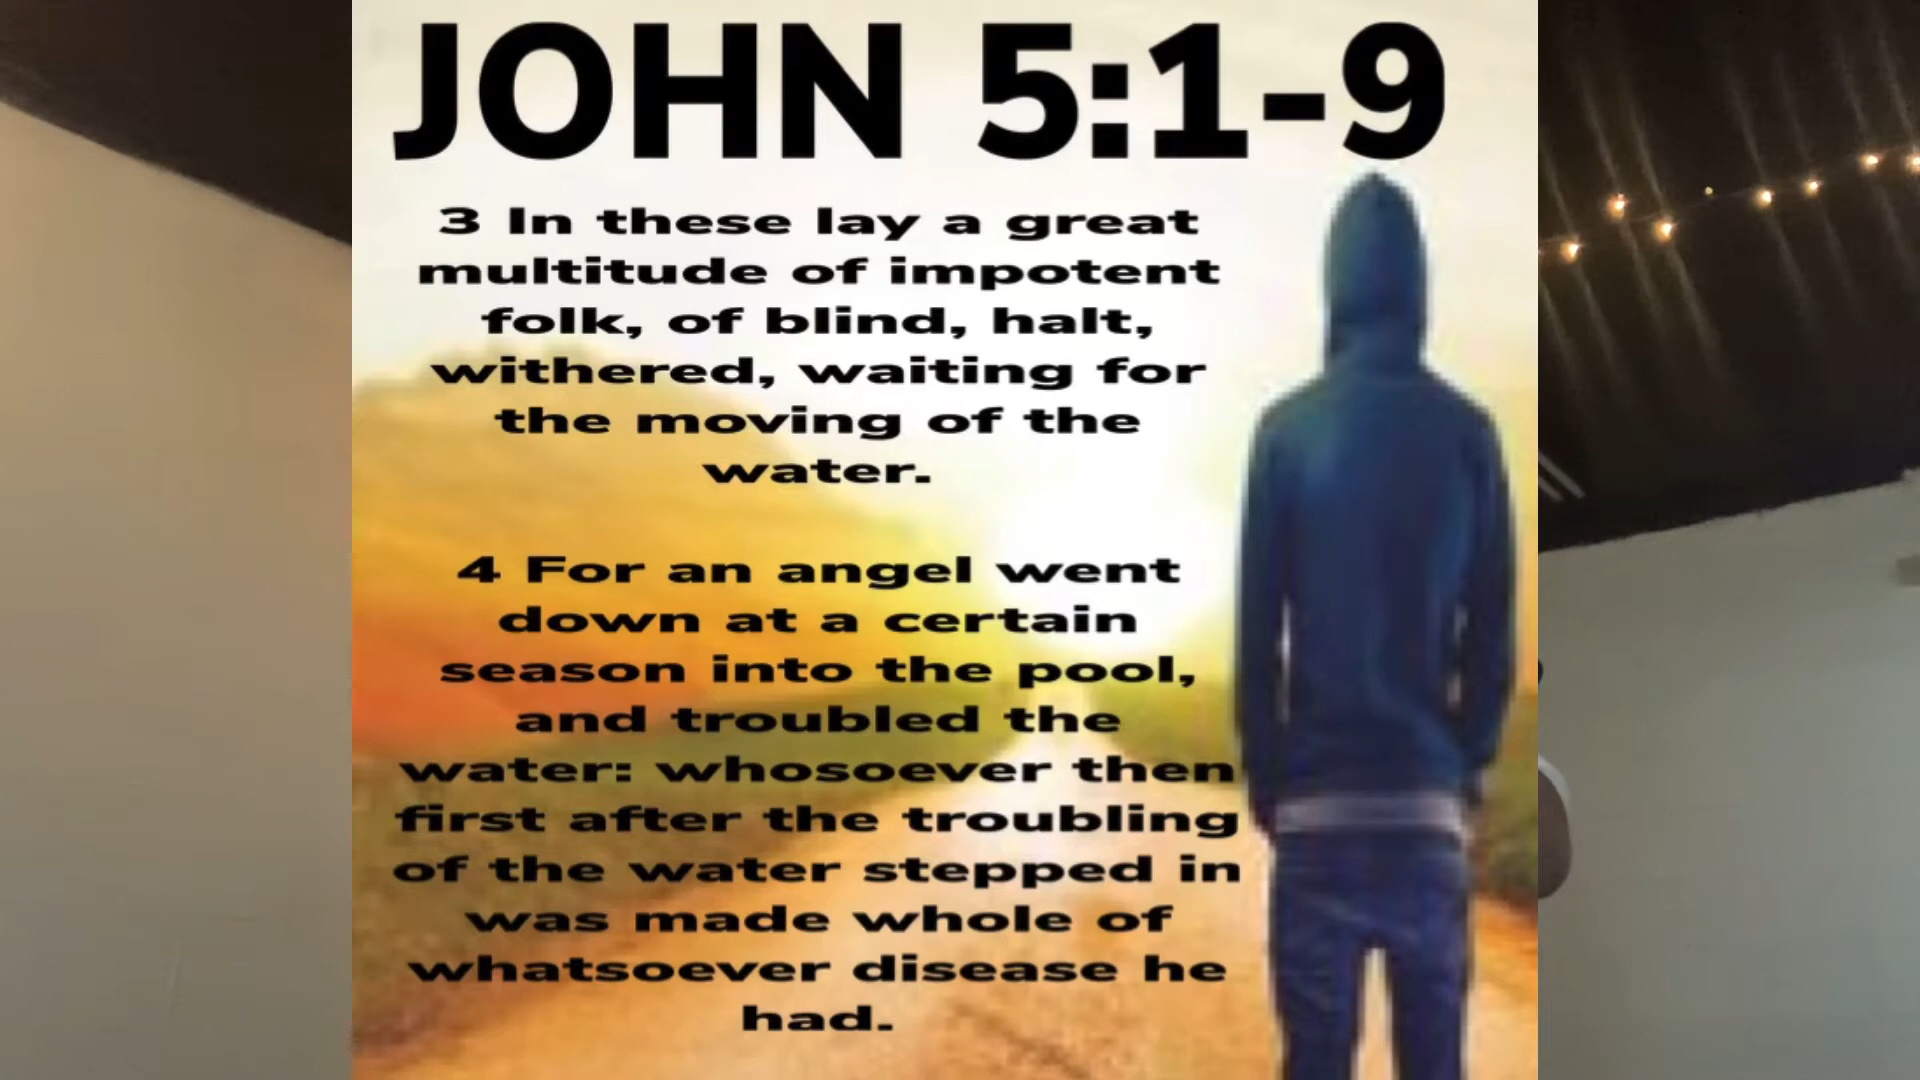 JOHN 5:1-9
3 In these lay a great
multitude of impotent
folk, of blind, halt,
withered, waiting for
the moving of the
water.
4 For an angel went
down at a certain
season into the pool,
and troubled the
water: whosoever then
first after the troubling
of the water stepped in
was made whole of
whatsoever disease he
had.